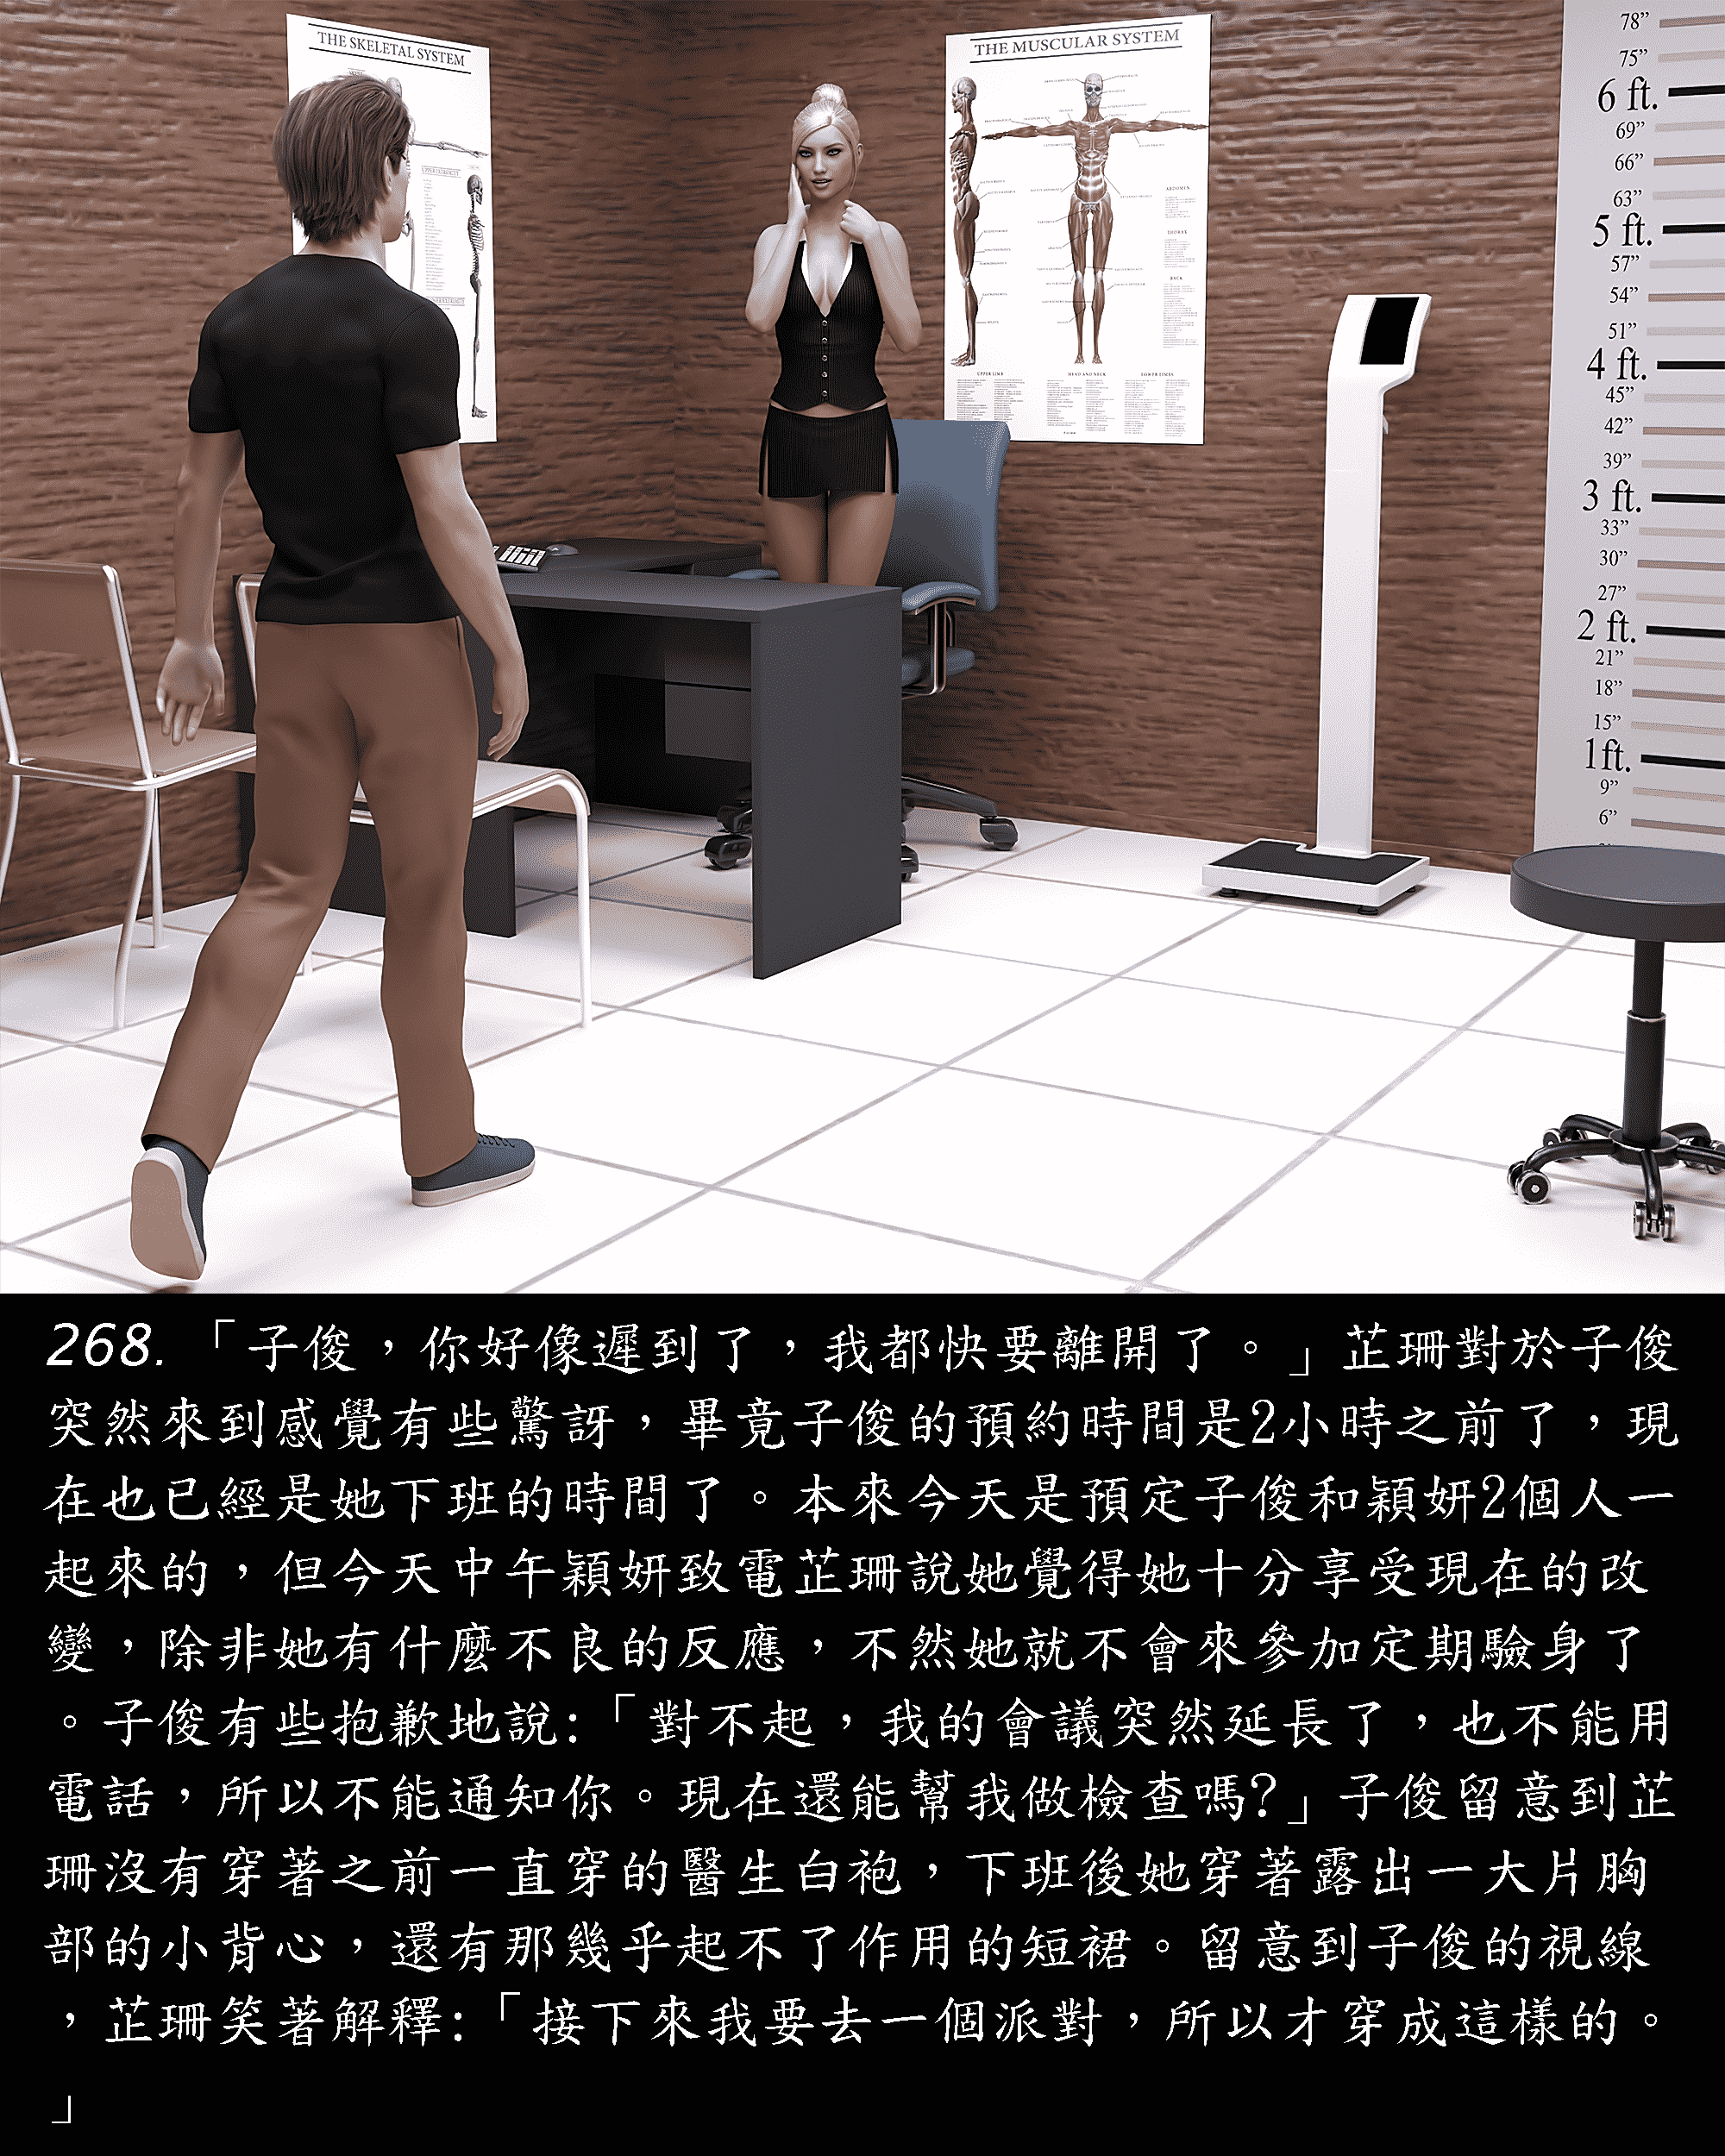 THE SKELETAL SYSTEM
THE MUSCULAR SYSTEM
UPPER EXTREMITY
ABDOMEN
THORAX
BACK
UPPER LIMB
HEAD AND NECK
LOWER LIMBS
78”
75”
6 ft.
69”
66”
63”
5 ft.
57”
54”
51”
4 ft.
45”
42”
39”
3 ft.
33”
30”
27”
2 ft.
21”
18”
15”
1ft.
9”
6”
268.「子俊，你好像遲到了，我都快要離開了。」芷珊對於子俊
突然來到感覺有些驚訝，畢竟子俊的預約時間是2小時之前了，現
在也已經是她下班的時間了。本來今天是預定子俊和穎妍2個人一
起來的，但今天中午穎妍致電芷珊說她覺得她十分享受現在的改
變，除非她有什麼不良的反應，不然她就不會來參加定期驗身了
。子俊有些抱歉地說:「對不起，我的會議突然延長了，也不能用
電話，所以不能通知你。現在還能幫我做檢查嗎?」子俊留意到芷
珊沒有穿著之前一直穿的醫生白袍，下班後她穿著露出一大片胸
部的小背心，還有那幾乎起不了作用的短裙。留意到子俊的視線
，芷珊笑著解釋:「接下來我要去一個派對，所以才穿成這樣的。
」